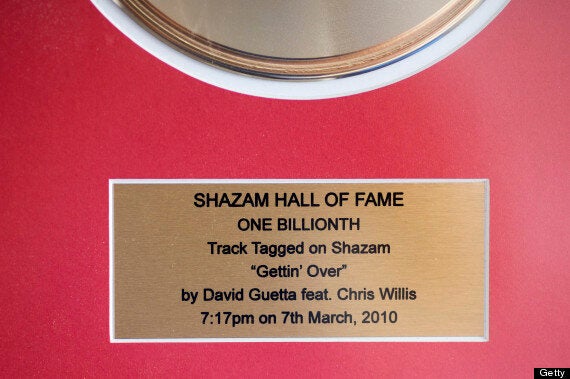 SHAZAM HALL OF FAME
ONE BILLIONTH
Track Tagged on Shazam
“Gettin’ Over”
by David Guetta feat. Chris Willis
7:17pm on 7th March, 2010
Getty